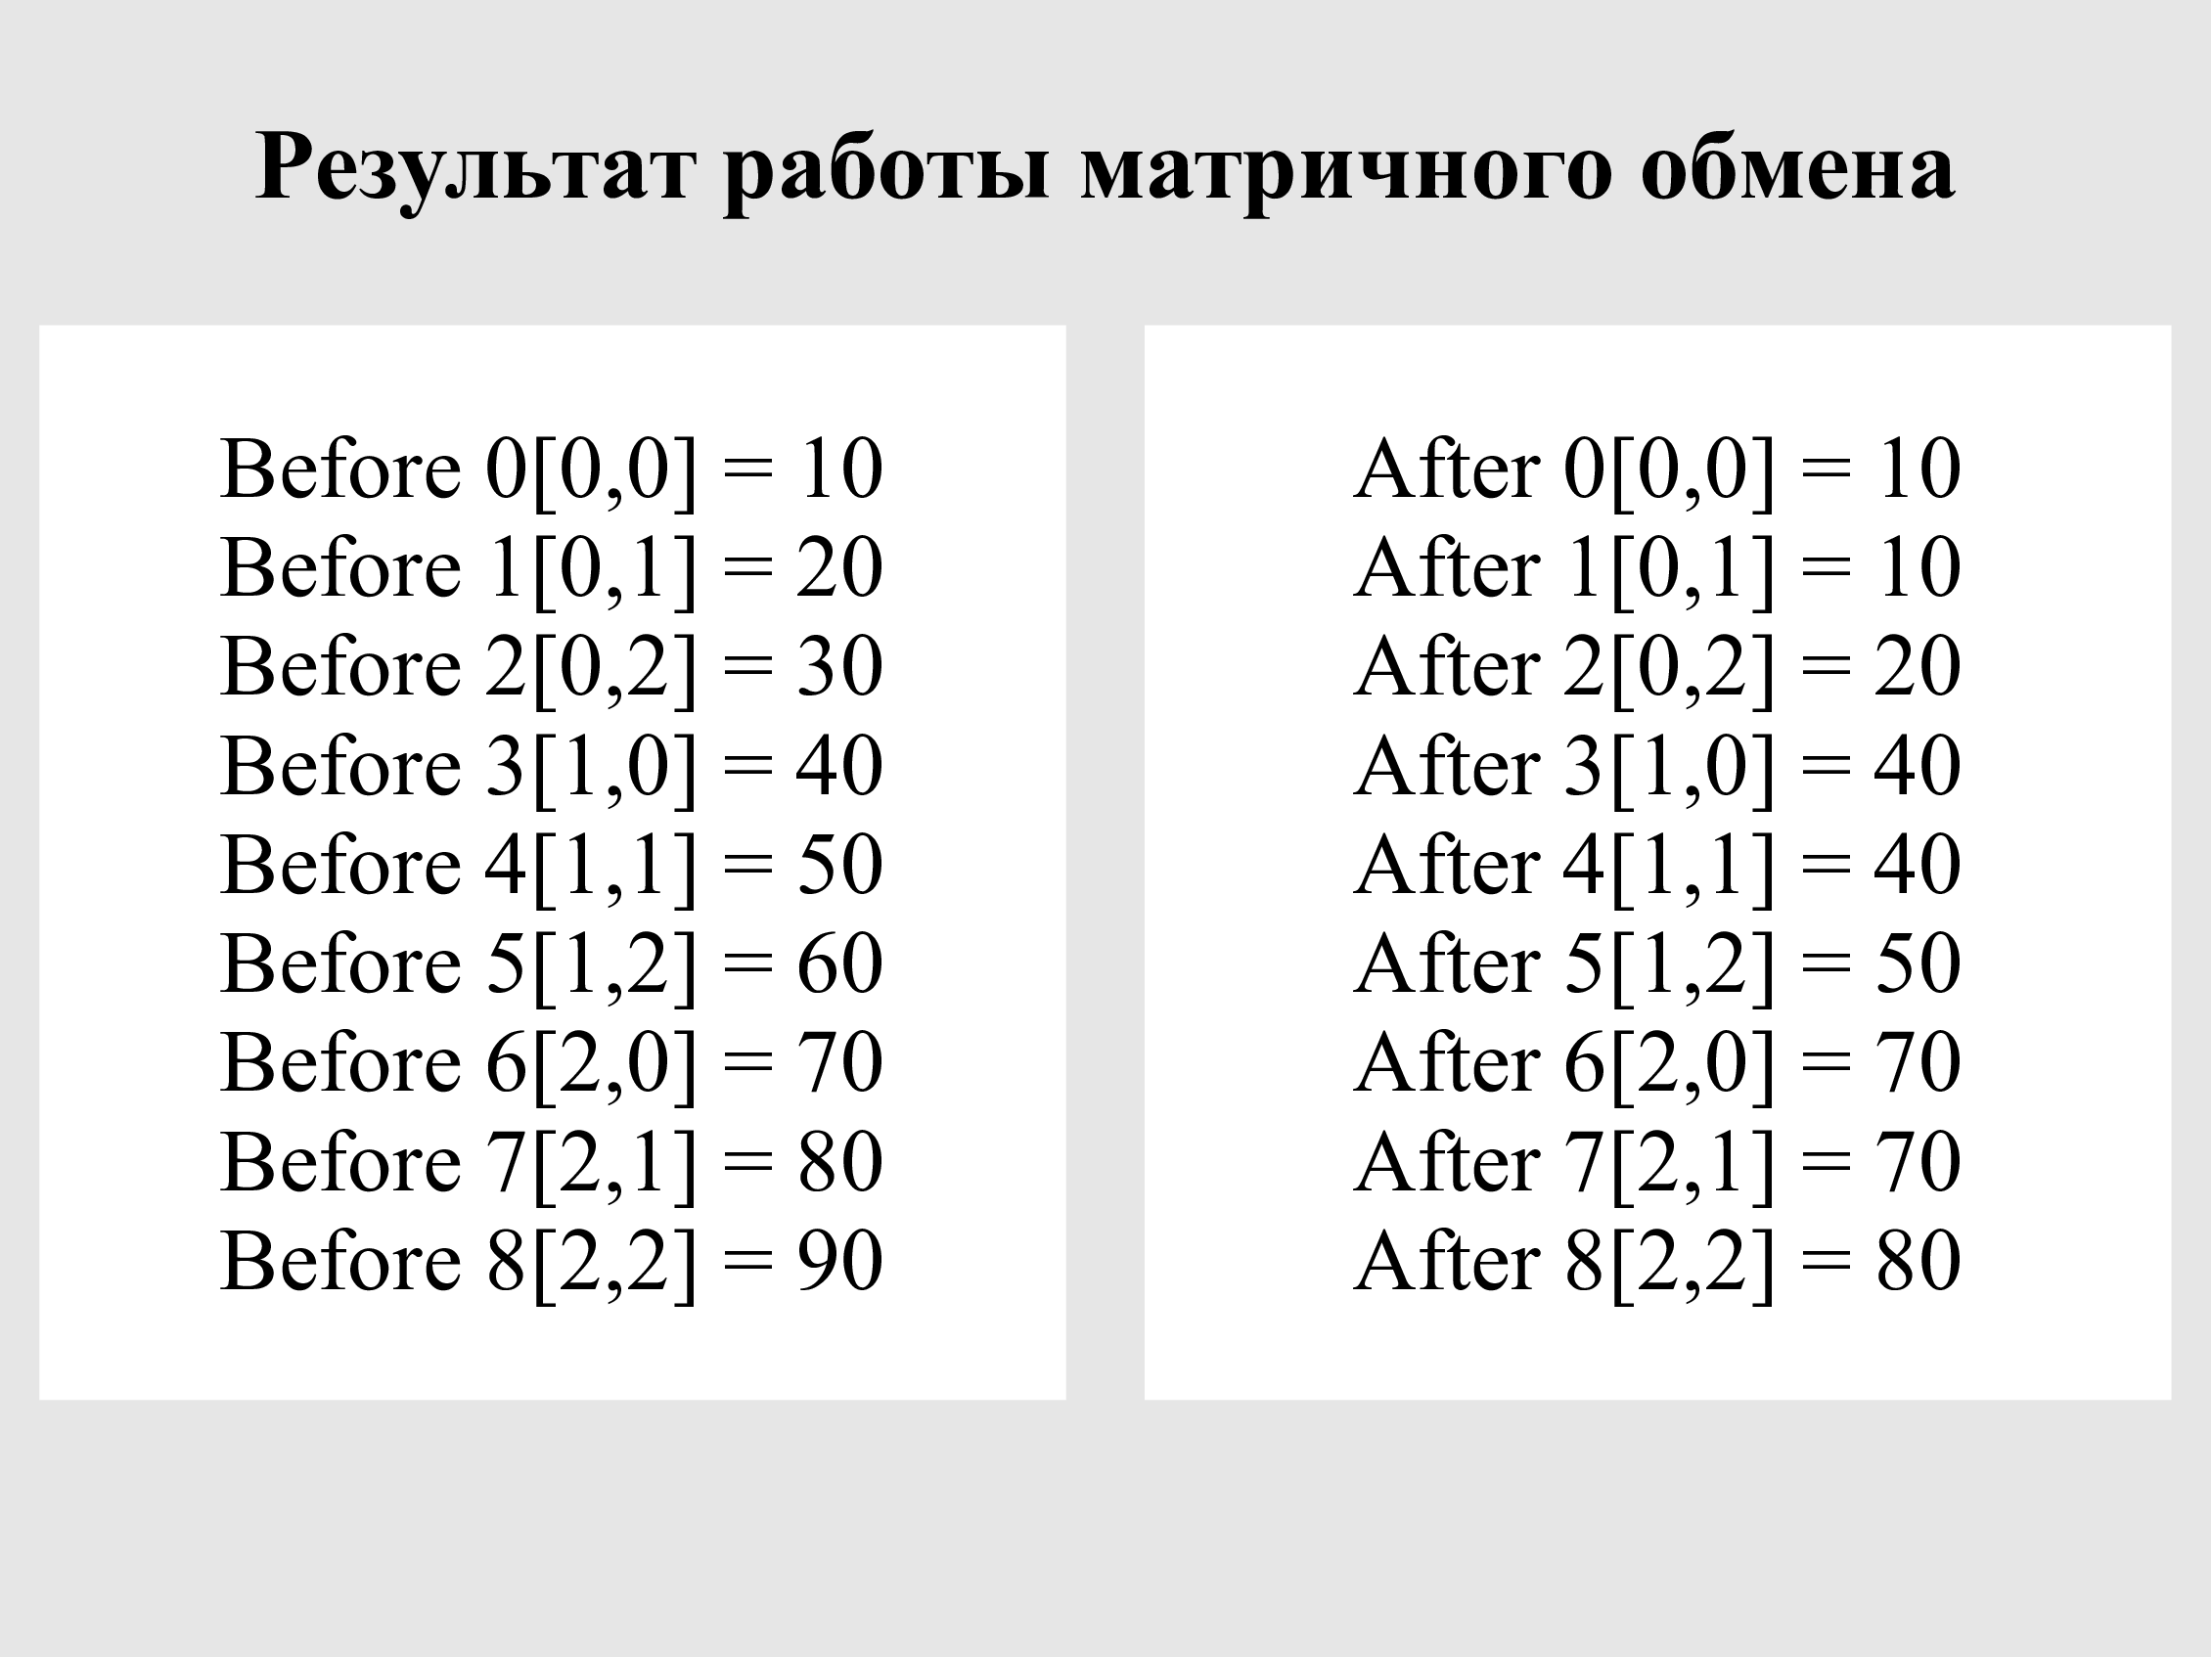 Результат работы матричного обмена
Before 0[0,0] = 10
Before 1[0,1] = 20
Before 2[0,2] = 30
Before 3[1,0] = 40
Before 4[1,1] = 50
Before 5[1,2] = 60
Before 6[2,0] = 70
Before 7[2,1] = 80
Before 8[2,2] = 90
After 0[0,0] = 10
After 1[0,1] = 10
After 2[0,2] = 20
After 3[1,0] = 40
After 4[1,1] = 40
After 5[1,2] = 50
After 6[2,0] = 70
After 7[2,1] = 70
After 8[2,2] = 80